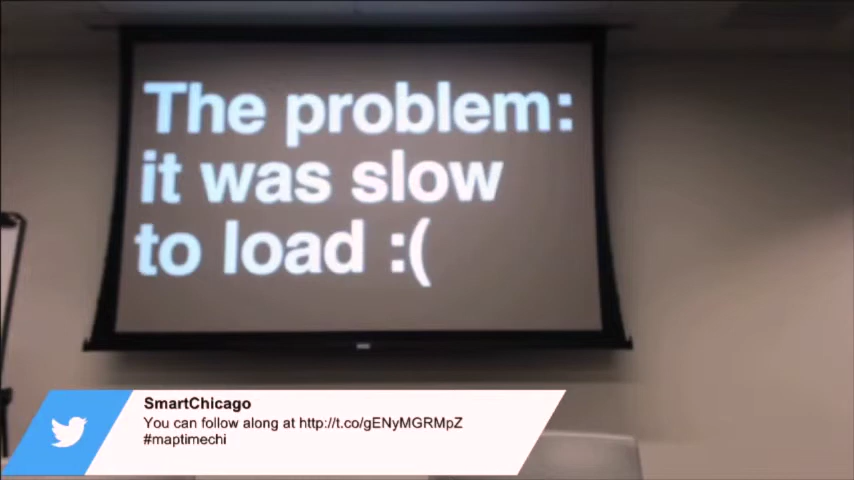 The problem:
it was slow
to load :(
SmartChicago
You can follow along at http://t.co/gENyMGRMpZ
#maptimechi